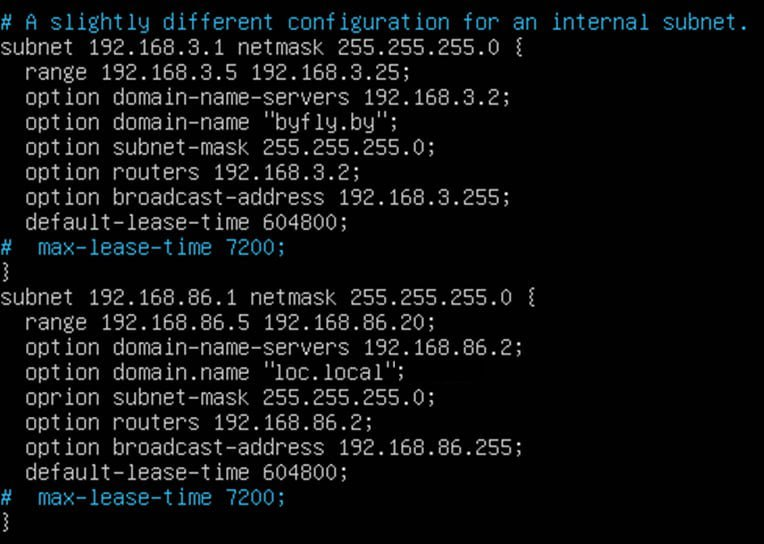 # A slightly different configuration for an internal subnet.
subnet 192.168.3.1 netmask 255.255.255.0 {
  range 192.168.3.5 192.168.3.25;
  option domain-name-servers 192.168.3.2;
  option domain-name "byfly.by";
  option subnet-mask 255.255.255.0;
  option routers 192.168.3.2;
  option broadcast-address 192.168.3.255;
  default-lease-time 604800;
#  max-lease-time 7200;
}
subnet 192.168.86.1 netmask 255.255.255.0 {
  range 192.168.86.5 192.168.86.20;
  option domain-name-servers 192.168.86.2;
  option domain.name "loc.local";
  oprion subnet-mask 255.255.255.0;
  option routers 192.168.86.2;
  option broadcast-address 192.168.86.255;
  default-lease-time 604800;
#  max-lease-time 7200;
}